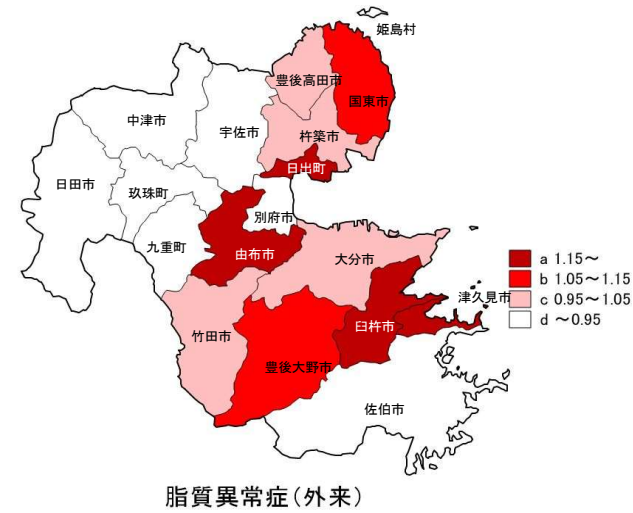 姫島村
豊後高田市
国東市
中津市
宇佐市
杵築市
日出町
日田市
玖珠町
別府市
九重町
由布市
大分市
a 1.15～
b 1.05～1.15
c 0.95～1.05
d ～0.95
津久見市
臼杵市
竹田市
豊後大野市
佐伯市
脂質異常症（外来）